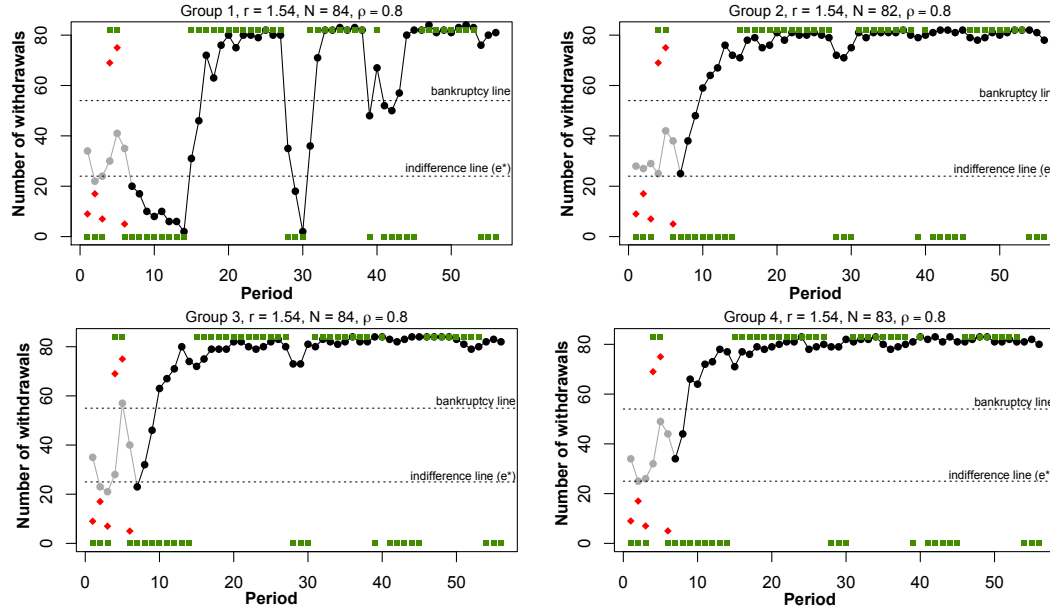 Group 1, r = 1.54, N = 84, ρ = 0.8
Number of withdrawals
80
60
40
20
0
bankruptcy line
indifference line (e*)
0 10 20 30 40 50
Period
Group 2, r = 1.54, N = 82, ρ = 0.8
Number of withdrawals
80
60
40
20
0
bankruptcy line
indifference line (e
0 10 20 30 40 50
Period
Group 3, r = 1.54, N = 84, ρ = 0.8
Number of withdrawals
80
60
40
20
0
bankruptcy line
indifference line (e*)
0 10 20 30 40 50
Period
Group 4, r = 1.54, N = 83, ρ = 0.8
Number of withdrawals
80
60
40
20
0
bankruptcy line
indifference line (e*
0 10 20 30 40 50
Period